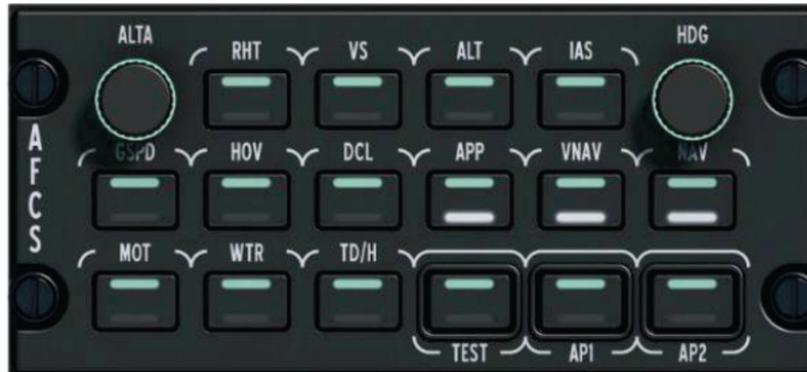 ALTA RHT VS ALT IAS HDG
AFCS
GSPD HOV DCL APP VNAV NAV
MOT WTR TD/H
TEST AP1 AP2